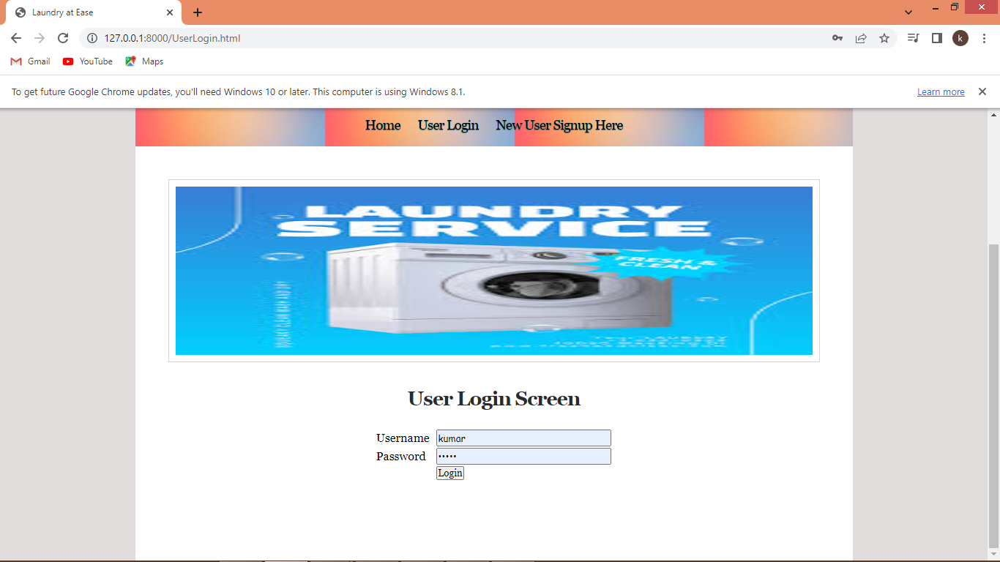 Laundry at Ease
127.0.0.1:8000/UserLogin.html
k
Gmail YouTube Maps
To get future Google Chrome updates, you'll need Windows 10 or later. This computer is using Windows 8.1. Learn more
Home User Login New User Signup Here
LAUNDRY
SERVICE
FRESH &
CLEAN
User Login Screen
Username kumar
Password •••••
Login